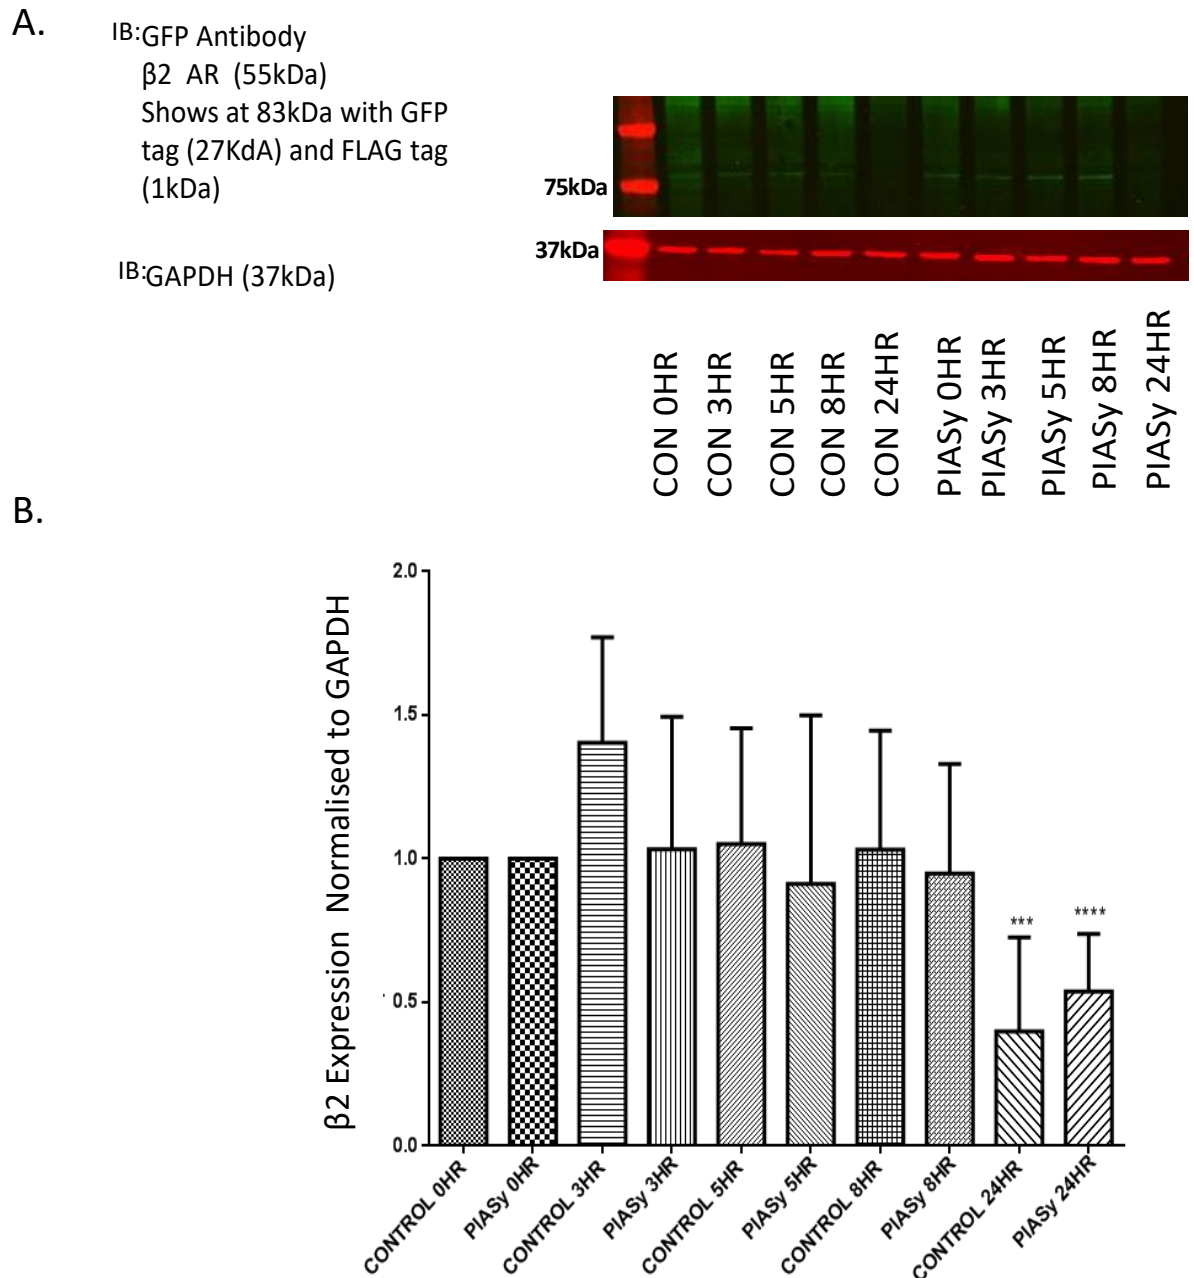 A.
IB:GFP Antibody
β2 AR (55kDa)
Shows at 83kDa with GFP
tag (27KdA) and FLAG tag
(1kDa)
75kDa
37kDa
IB:GAPDH (37kDa)
CON 0HR
CON 3HR
CON 5HR
CON 8HR
CON 24HR
PIASy 0HR
PIASy 3HR
PIASy 5HR
PIASy 8HR
PIASy 24HR
B.
β2 Expression Normalised to GAPDH
2.0
1.5
1.0
0.5
0.0
***
****
CONTROL 0HR
PIASy 0HR
CONTROL 3HR
PIASy 3HR
CONTROL 5HR
PIASy 5HR
CONTROL 8HR
PIASy 8HR
CONTROL 24HR
PIASy 24HR